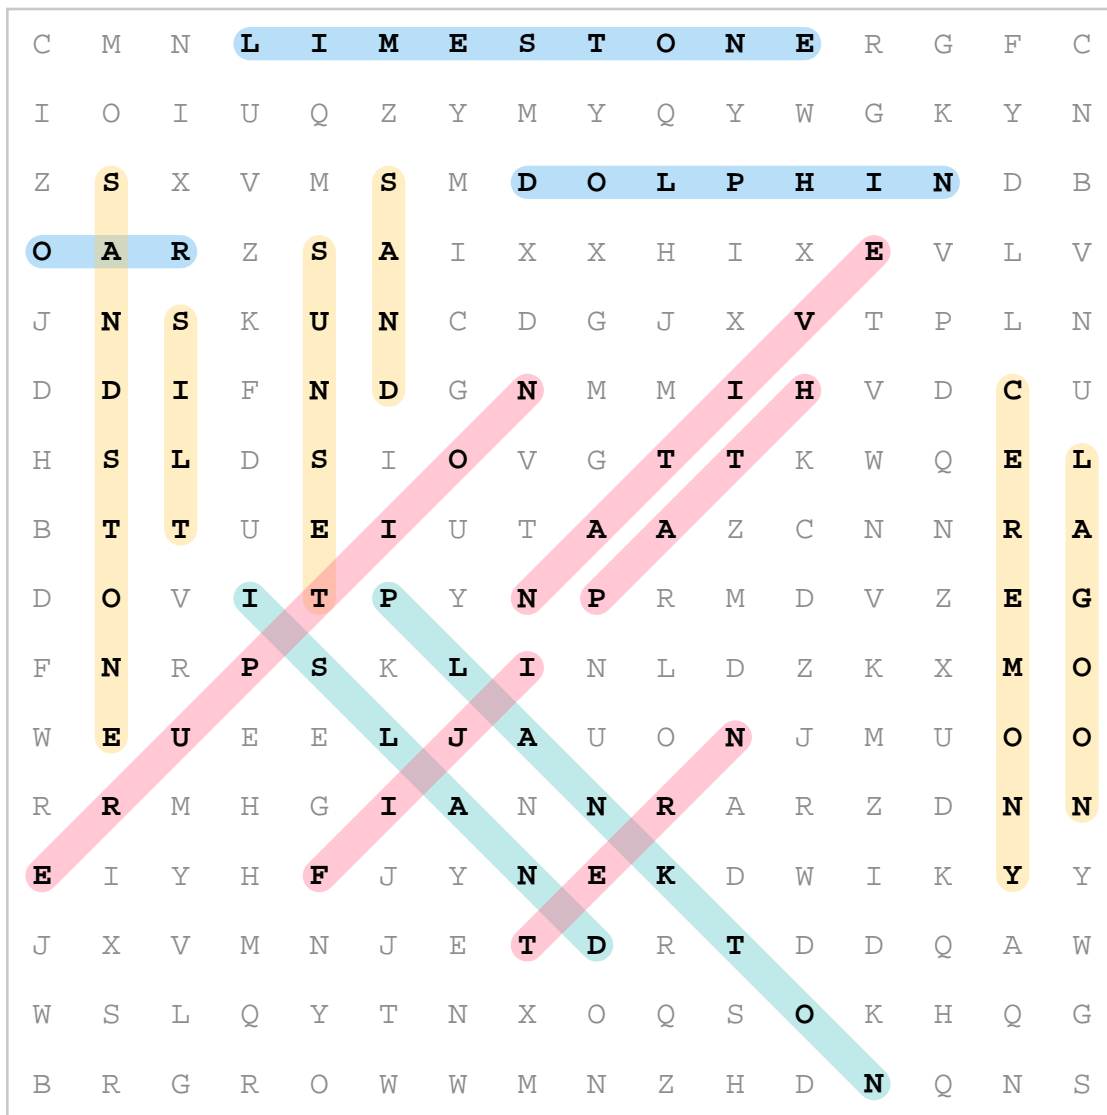 C M N L I M E S T O N E R G F C
I O I U Q Z Y M Y Q Y W G K Y N
Z S X V M S M D O L P H I N D B
O A R Z S A I X X H I X E V L V
J N S K U N C D G J X V T P L N
D D I F N D G N M M I H V D C U
H S L D S I O V G T T K W Q E L
B T T U E I U T A A Z C N N R A
D O V I T P Y N P R M D V Z E G
F N R P S K L I N L D Z K X M O
W E U E E L J A U O N J M U O O
R R M H G I A N N R A R Z D N N
E I Y H F J Y N E K D W I K Y Y
J X V M N J E T D R T D D Q A W
W S L Q Y T N X O Q S O K H Q G
B R G R O W W M N Z H D N Q N S